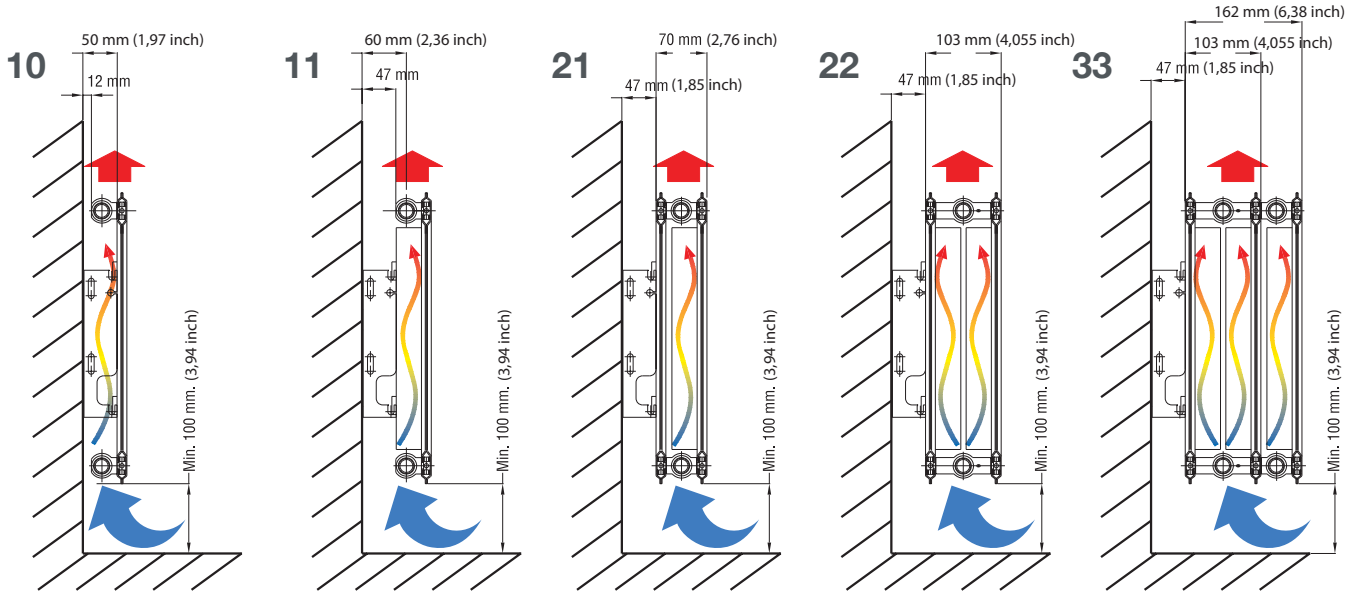 10
50 mm (1,97 inch)
12 mm
Min. 100 mm. (3,94 inch)
11
60 mm (2,36 inch)
47 mm
Min. 100 mm. (3,94 inch)
21
70 mm (2,76 inch)
47 mm (1,85 inch)
Min. 100 mm. (3,94 inch)
22
103 mm (4,055 inch)
47 mm (1,85 inch)
Min. 100 mm. (3,94 inch)
33
162 mm (6,38 inch)
103 mm (4,055 inch)
47 mm (1,85 inch)
Min. 100 mm. (3,94 inch)